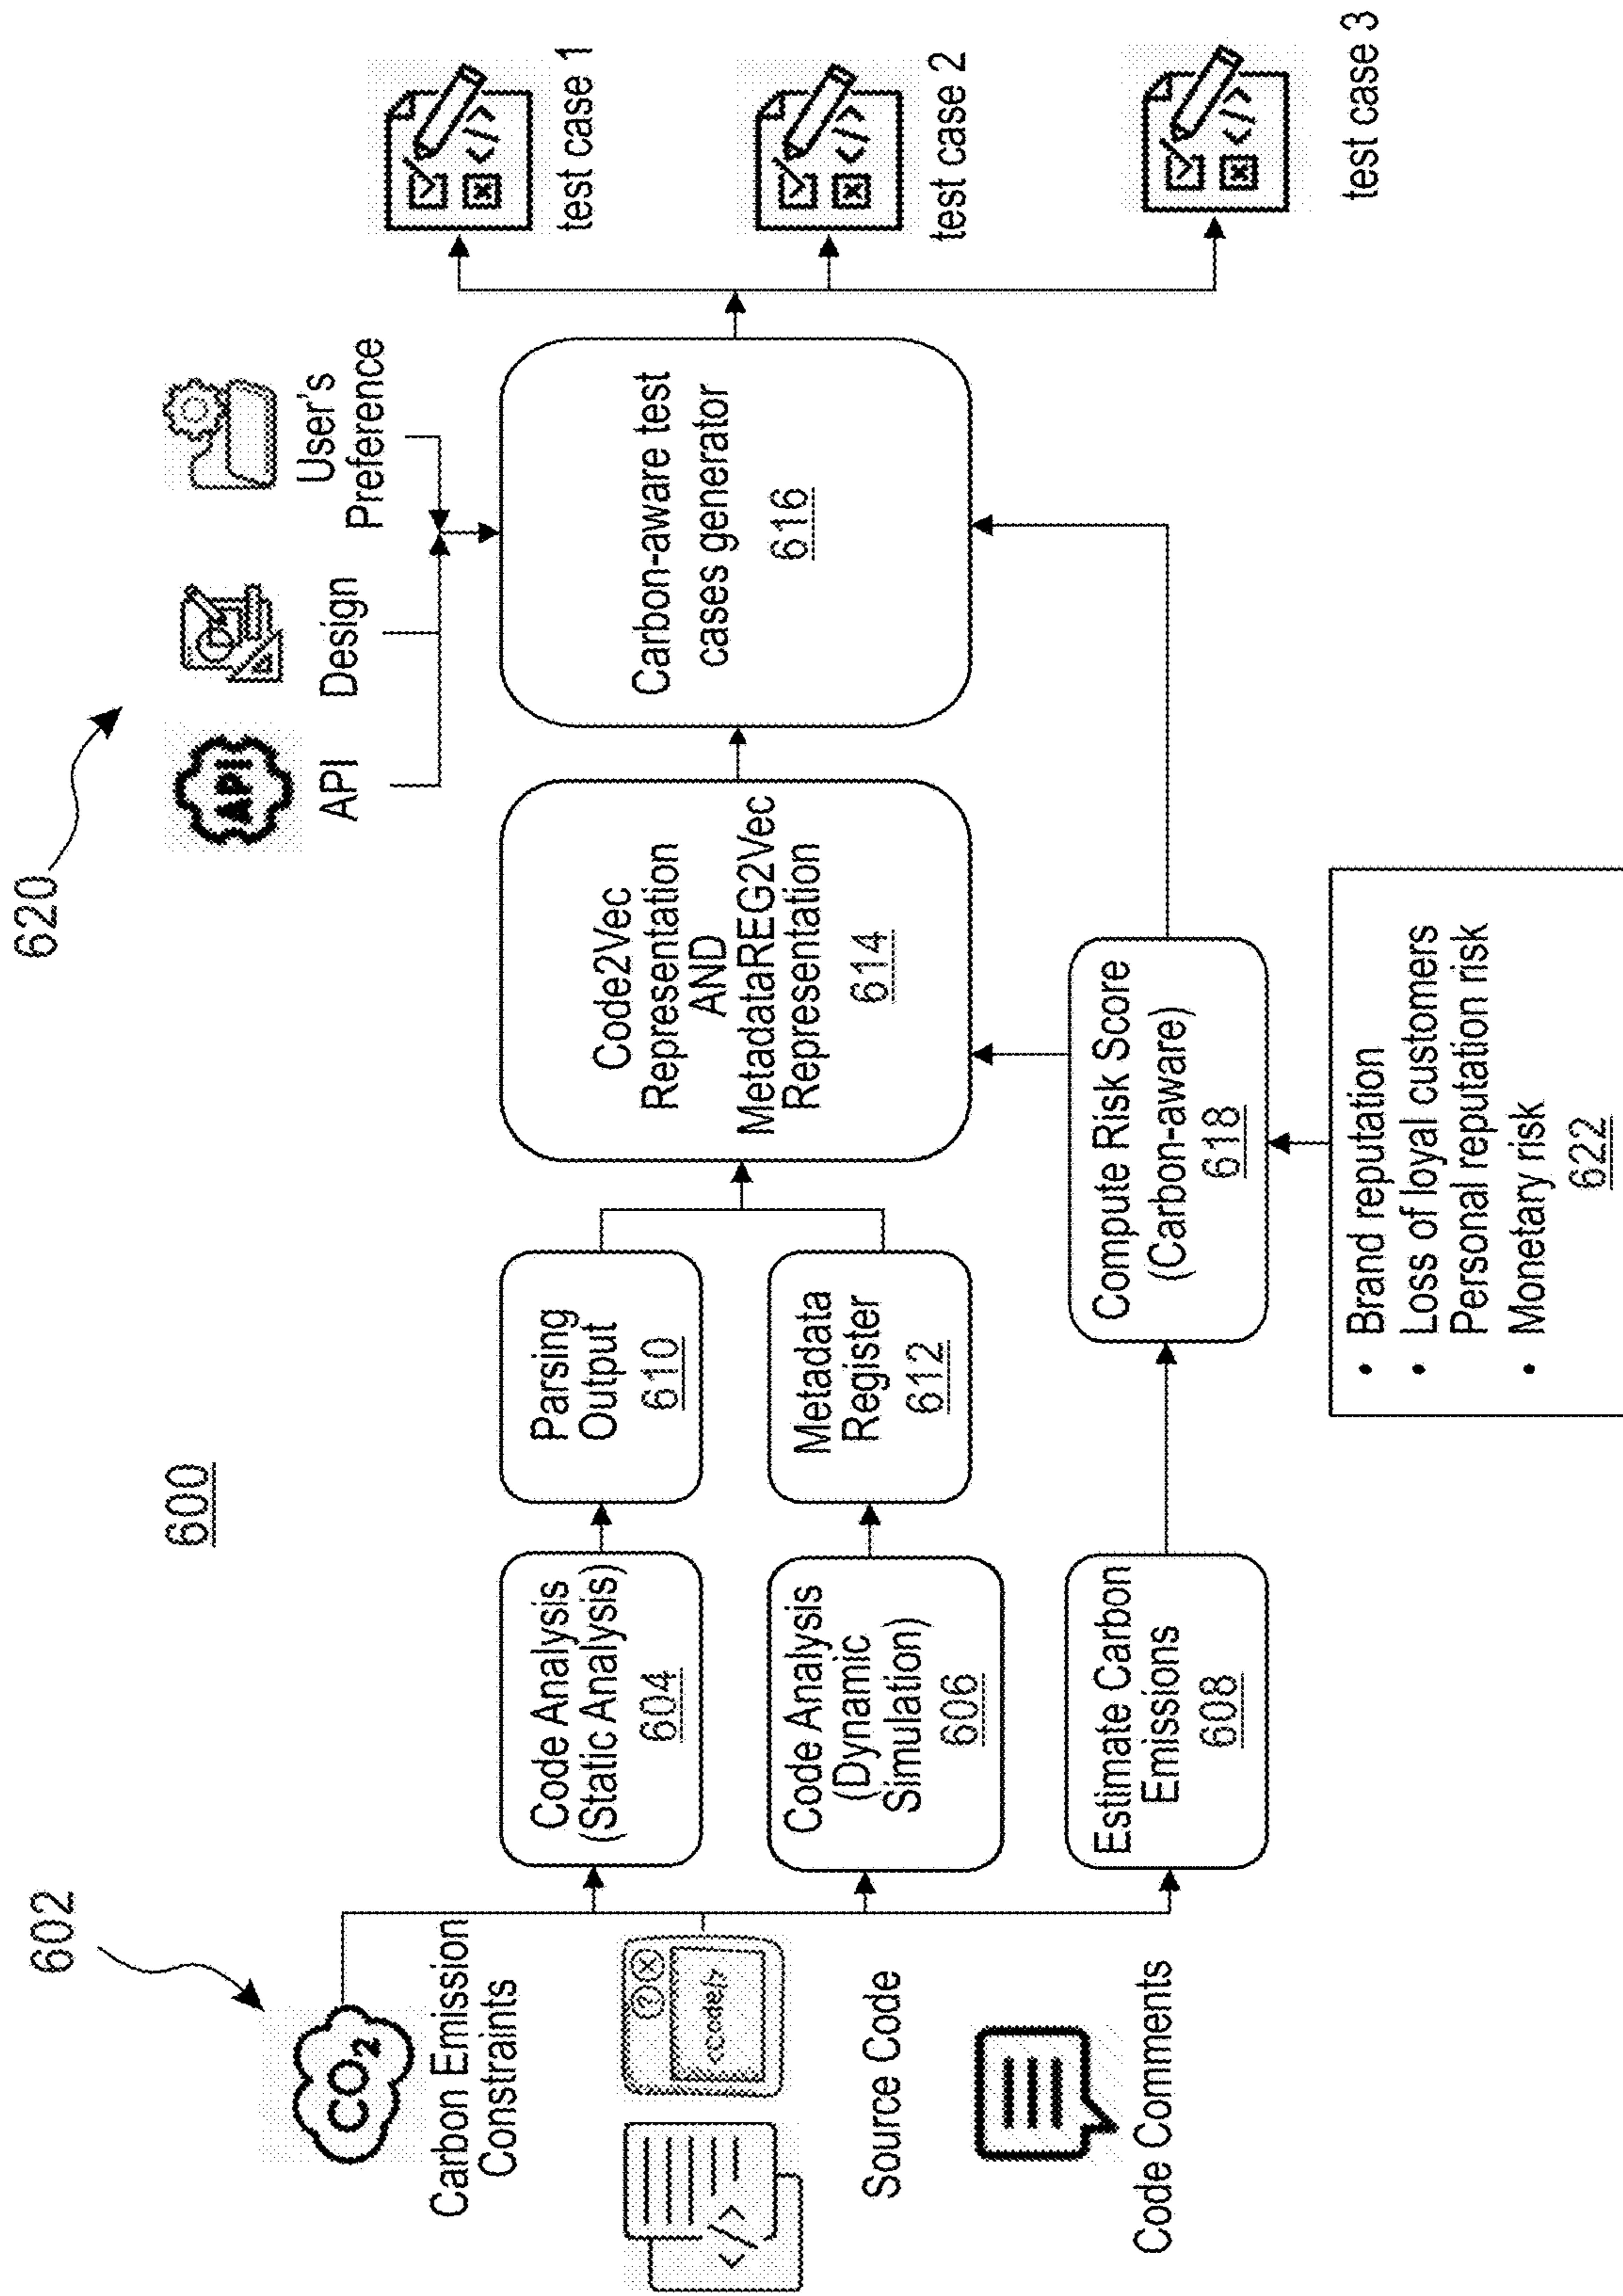 600
602
620
CO2
Carbon Emission
Constraints
<code/>
? x
</>
Source Code
Code Comments
Code Analysis
(Static Analysis)
604
Code Analysis
(Dynamic
Simulation)
606
Estimate Carbon
Emissions
608
Parsing
Output
610
Metadata
Register
612
Code2Vec
Representation
AND
MetadataREG2Vec
Representation
614
Compute Risk Score
(Carbon-aware)
618
• Brand reputation
• Loss of loyal customers
Personal reputation risk
• Monetary risk
622
API
API
Design
User's
Preference
Carbon-aware test
cases generator
616
</>
x
test case 1
</>
x
test case 2
</>
x
test case 3